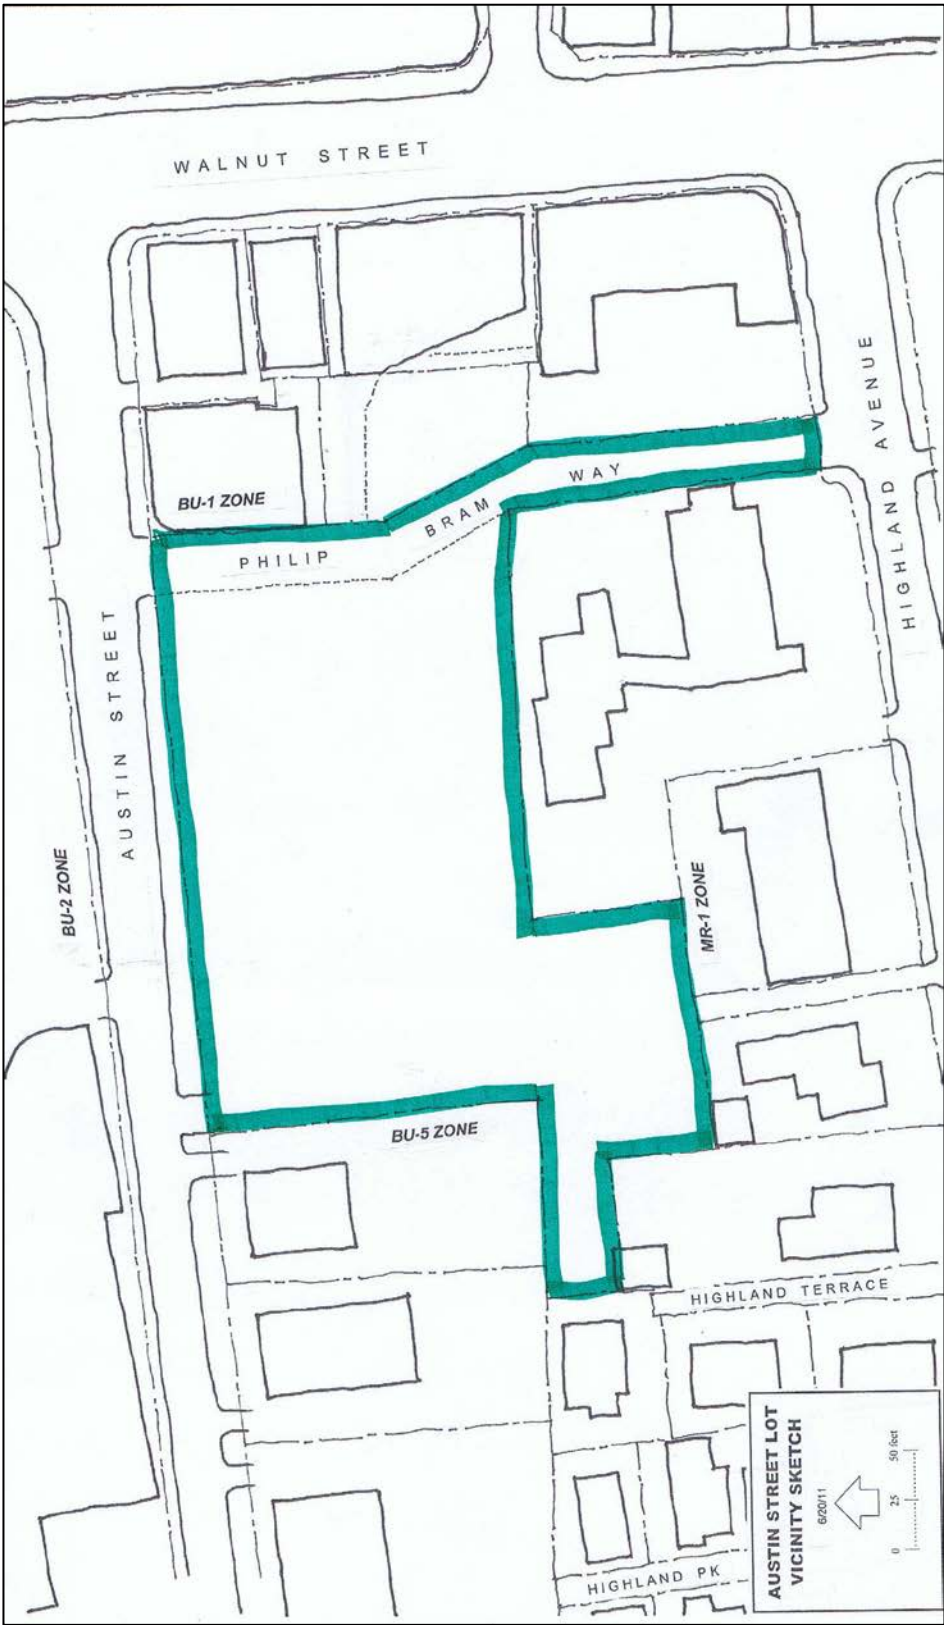 WALNUT STREET
HIGHLAND AVENUE
BU-1 ZONE
PHILIP BRAM WAY
AUSTIN STREET
BU-2 ZONE
MR-1 ZONE
BU-5 ZONE
HIGHLAND TERRACE
HIGHLAND PK
AUSTIN STREET LOT
VICINITY SKETCH
6/20/11
0 25 50 feet